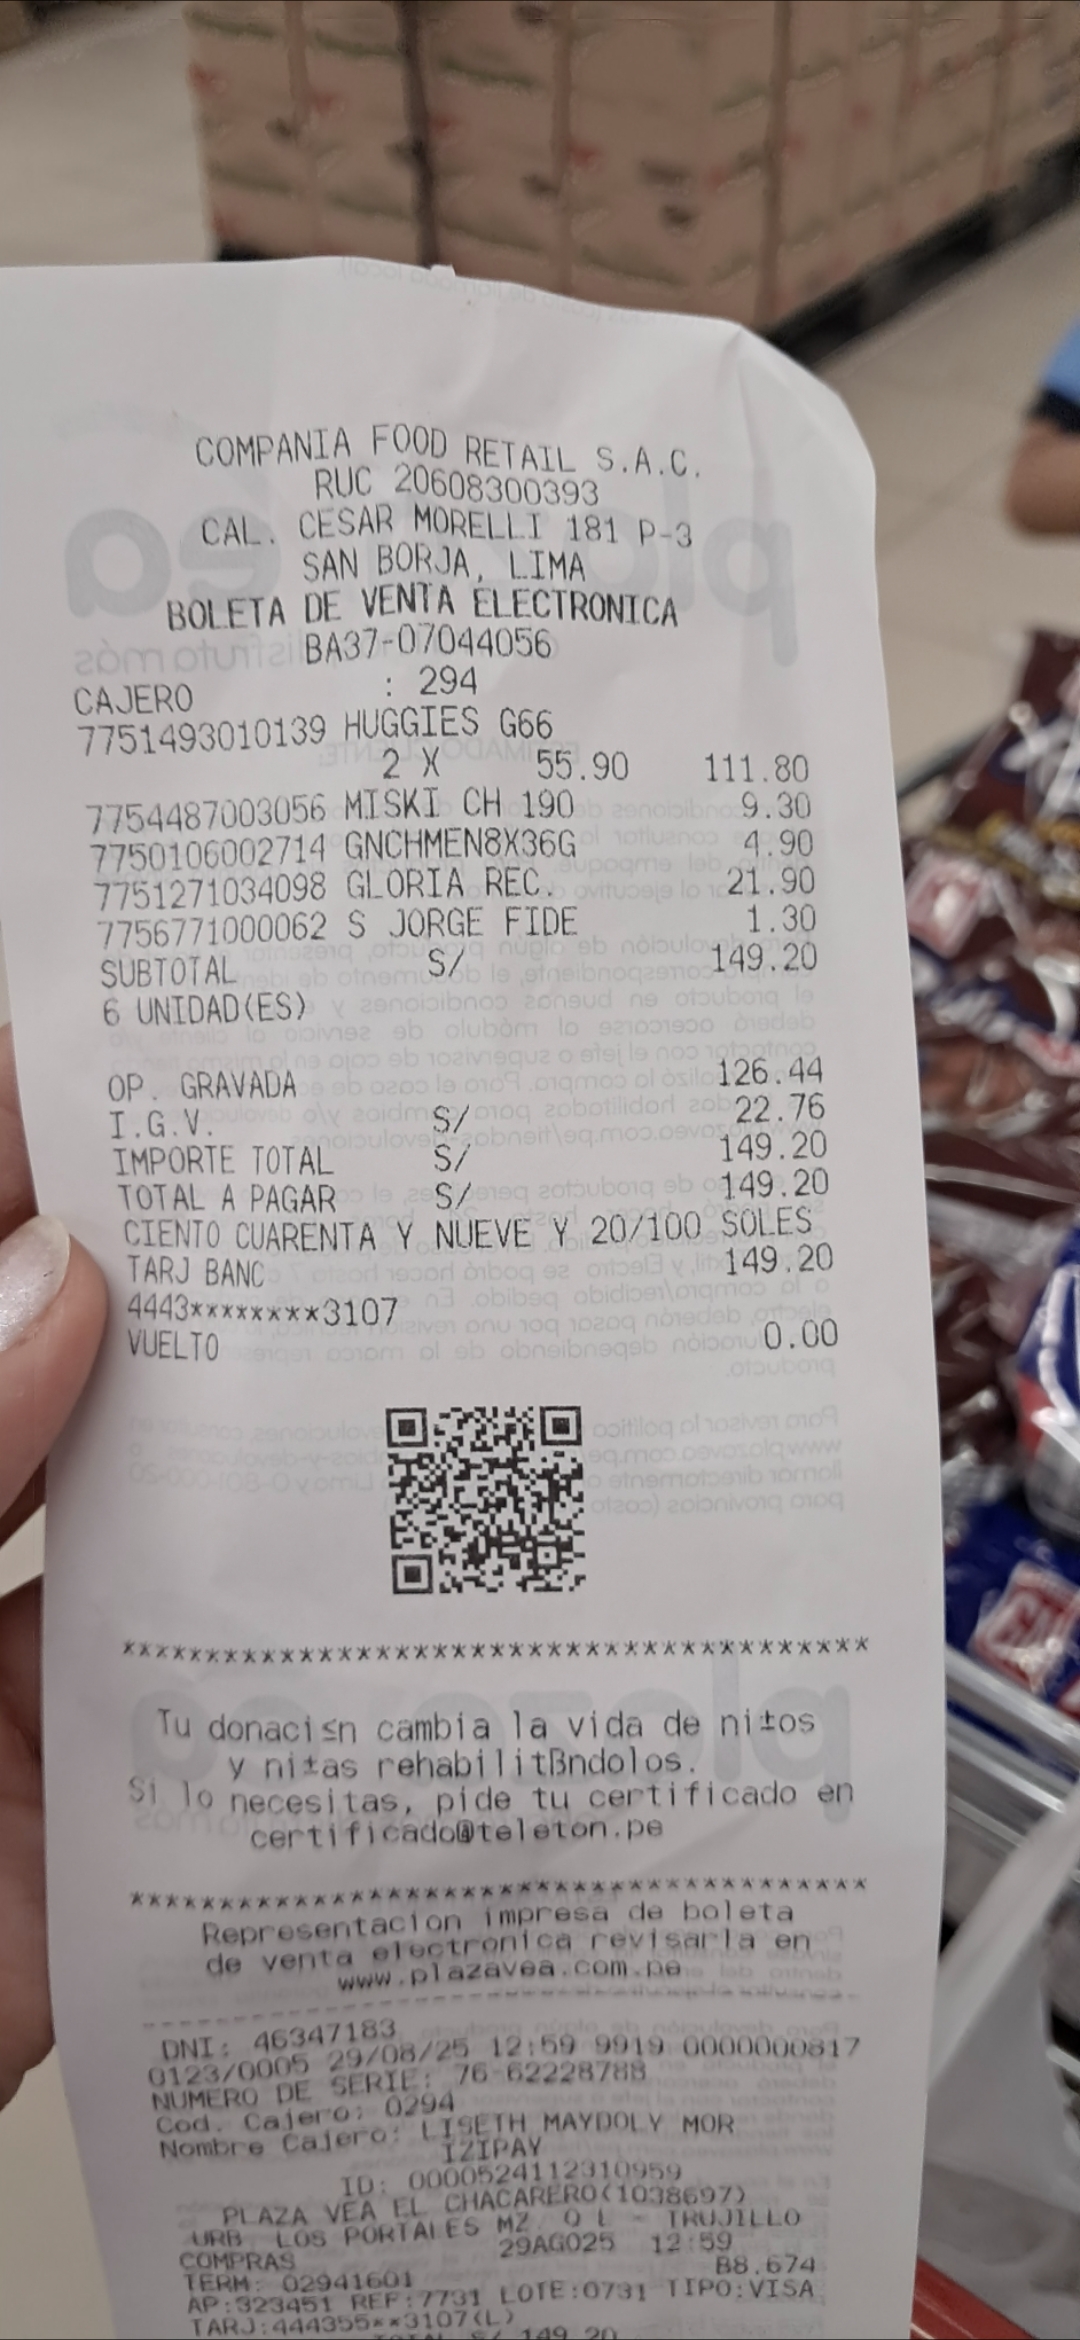 COMPANIA FOOD RETAIL S.A.C.
RUC 20608300393
CAL. CESAR MORELLI 181 P-3
SAN BORJA, LIMA
BOLETA DE VENTA ELECTRONICA
BA37-07044056
CAJERO : 294
7751493010139 HUGGIES G66
2 X 55.90 111.80
7754487003056 MISKI CH 190 9.30
7750106002714 GNCHMEN8X36G 4.90
7751271034098 GLORIA REC. 21.90
7756771000062 S JORGE FIDE 1.30
SUBTOTAL S/ 149.20
6 UNIDAD(ES)
OP. GRAVADA 126.44
I.G.V. S/ 22.76
IMPORTE TOTAL S/ 149.20
TOTAL A PAGAR S/ 149.20
CIENTO CUARENTA Y NUEVE Y 20/100 SOLES
TARJ BANC 149.20
4443********3107
VUELTO 0.00
****************************************
Tu donaci≤n cambia la vida de ni±os
y ni±as rehabilitßndolos.
Si lo necesitas, pide tu certificado en
certificado@teleton.pe
****************************************
Representacion impresa de boleta
de venta electronica revisarla en
www.plazavea.com.pe
----------------------------------------
DNI: 46347183
0123/0005 29/08/25 12:59 9919 0000000817
NUMERO DE SERIE: 76-62228788
Cod. Cajero: 0294
Nombre Cajero: LISETH MAYDOLY MOR
IZIPAY
ID: 0000524112310959
PLAZA VEA EL CHACARERO(1038697)
URB. LOS PORTALES MZ Q L - TRUJILLO
29AGO25 12:59
COMPRAS B8.674
TERM: 02941601
AP:323451 REF:7731 LOTE:0731 TIPO:VISA
TARJ:444355**3107(L)
TOTAL S/ 149.20